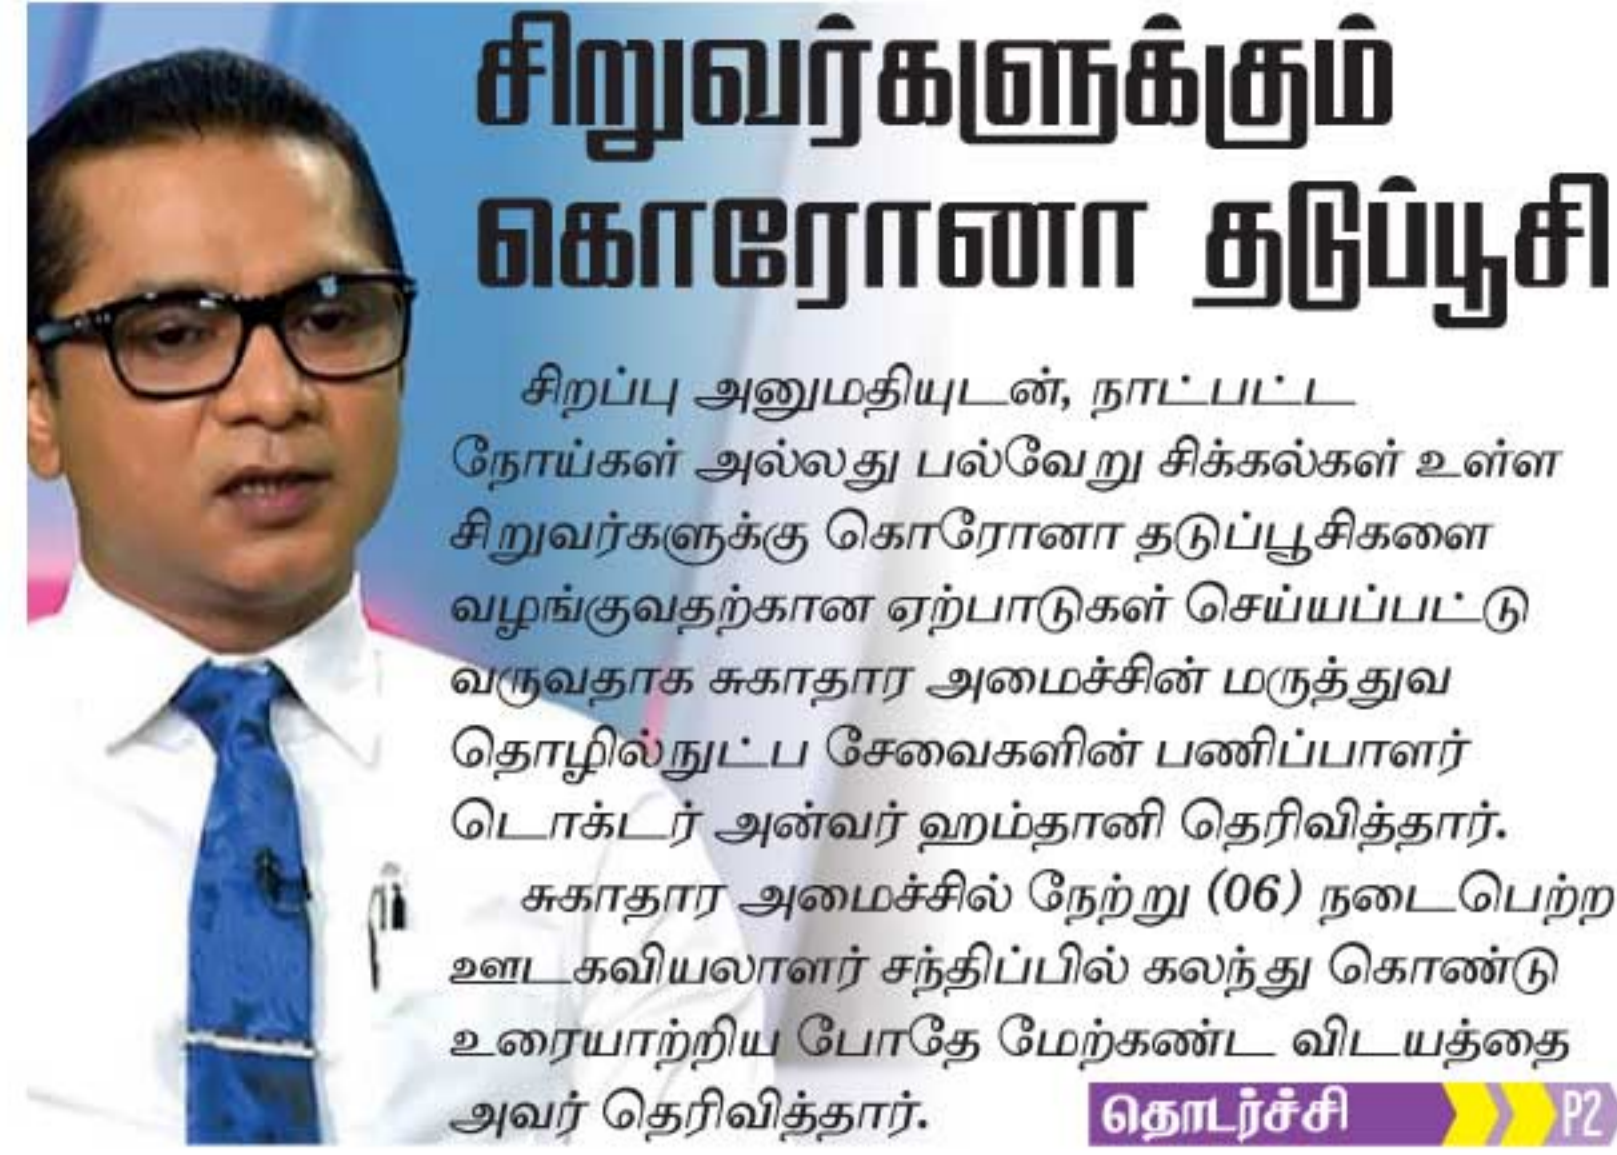 சிறுவர்களுக்கும்
கொரோனா தடுப்பூசி
சிறப்பு அனுமதியுடன், நாட்பட்ட
நோய்கள் அல்லது பல்வேறு சிக்கல்கள் உள்ள
சிறுவர்களுக்கு கொரோனா தடுப்பூசிகளை
வழங்குவதற்கான ஏற்பாடுகள் செய்யப்பட்டு
வருவதாக சுகாதார அமைச்சின் மருத்துவ
தொழில்நுட்ப சேவைகளின் பணிப்பாளர்
டொக்டர் அன்வர் ஹம்தானி தெரிவித்தார்.
சுகாதார அமைச்சில் நேற்று (06) நடைபெற்ற
ஊடகவியலாளர் சந்திப்பில் கலந்து கொண்டு
உரையாற்றிய போதே மேற்கண்ட விடயத்தை
அவர் தெரிவித்தார்.
தொடர்ச்சி P2